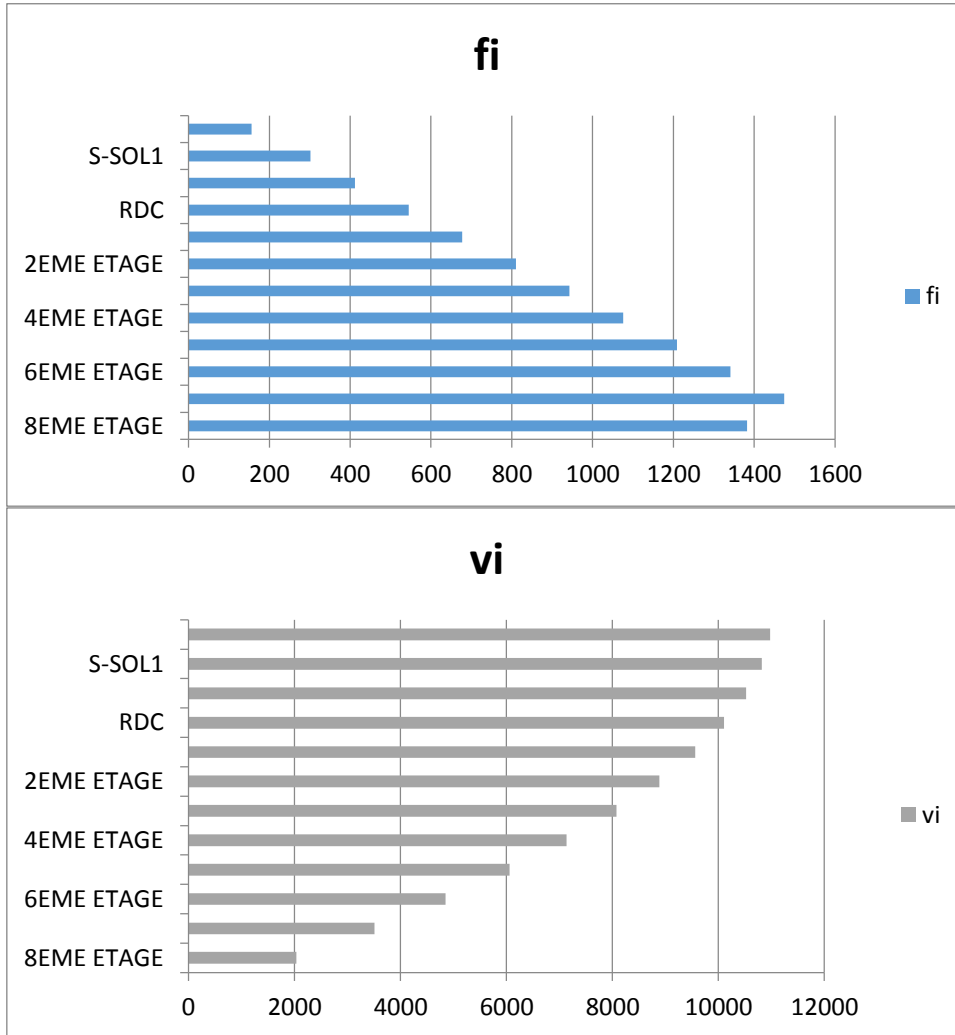 fi
S-SOL1
RDC
2EME ETAGE
4EME ETAGE
6EME ETAGE
8EME ETAGE
0 200 400 600 800 1000 1200 1400 1600
fi
vi
S-SOL1
RDC
2EME ETAGE
4EME ETAGE
6EME ETAGE
8EME ETAGE
0 2000 4000 6000 8000 10000 12000
vi